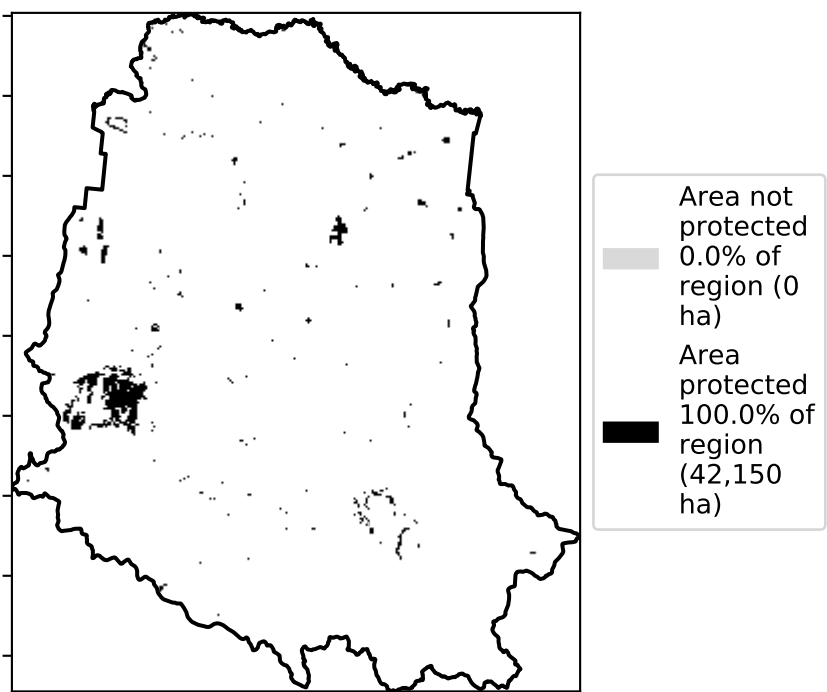 Area not
protected
0.0% of
region (0
ha)
Area
protected
100.0% of
region
(42,150
ha)